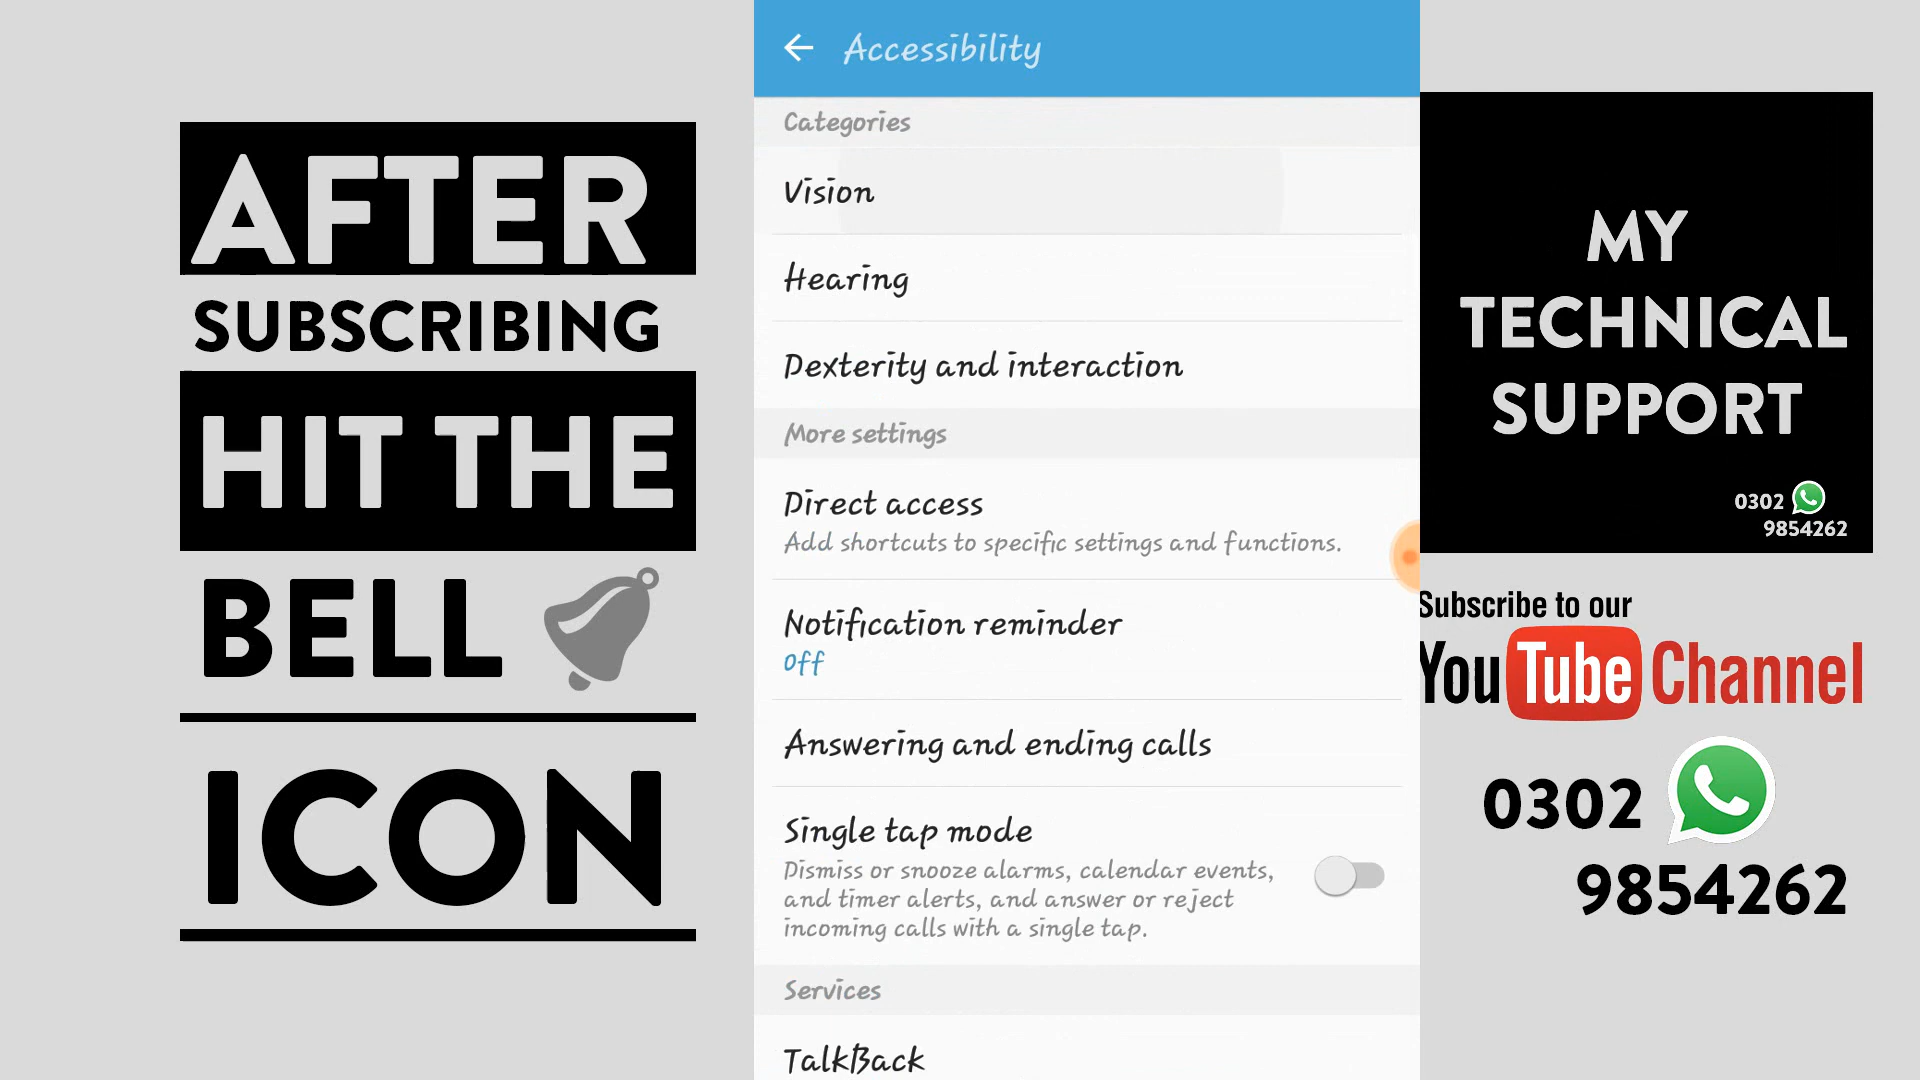 AFTER
SUBSCRIBING
HIT THE
BELL
ICON
Accessibility
Categories
Vision
Hearing
Dexterity and interaction
More settings
Direct access
Add shortcuts to specific settings and functions.
Notification reminder
Off
Answering and ending calls
Single tap mode
Dismiss or snooze alarms, calendar events,
and timer alerts, and answer or reject
incoming calls with a single tap.
Services
TalkBack
MY
TECHNICAL
SUPPORT
0302
9854262
Subscribe to our
YouTube Channel
0302
9854262